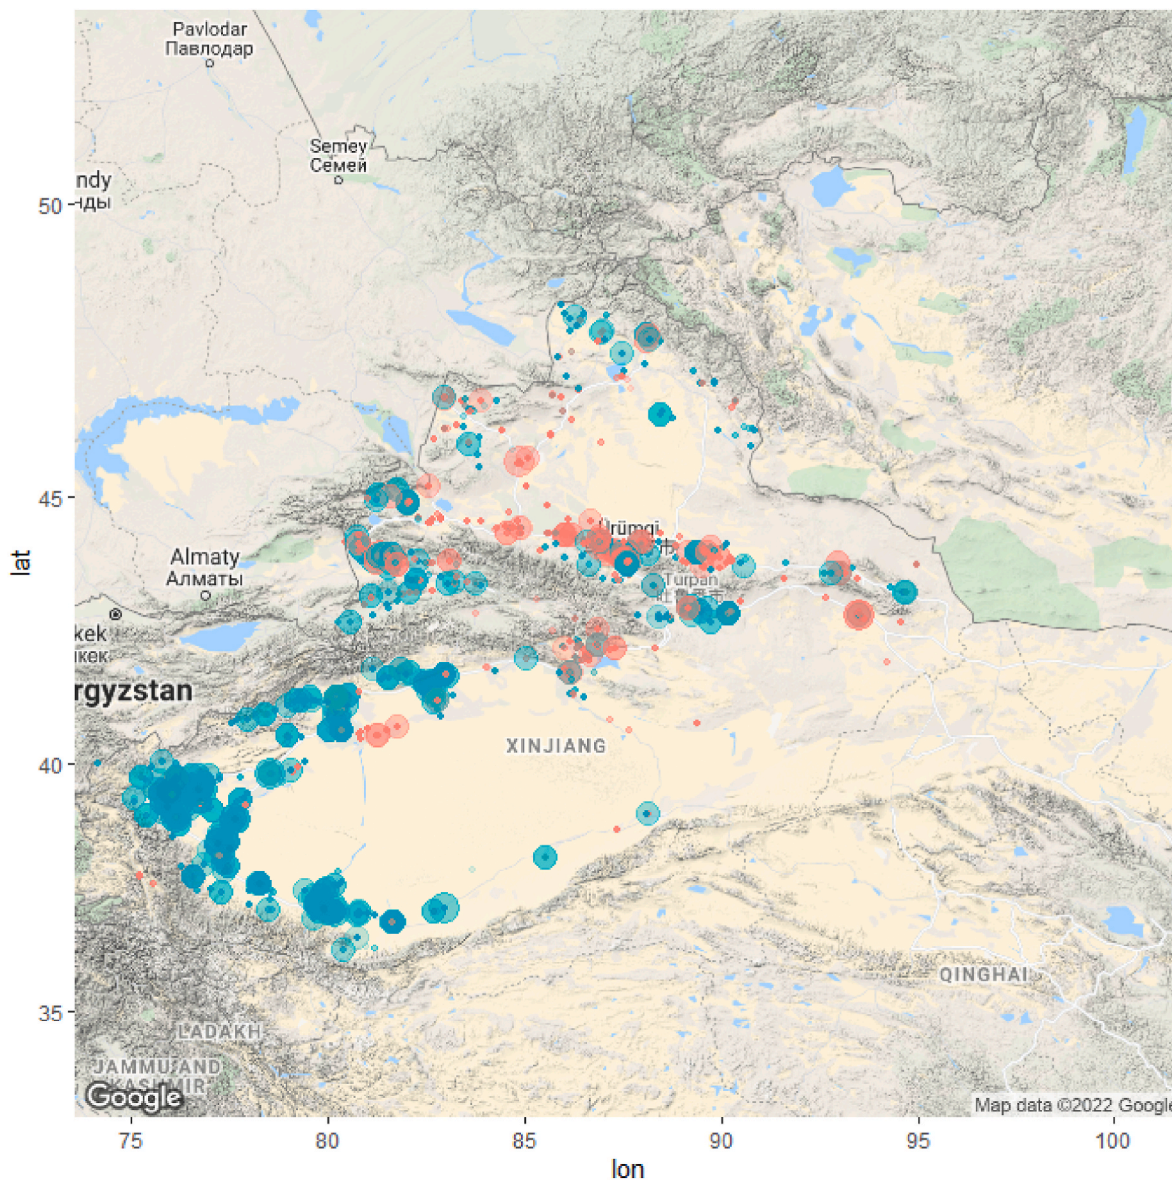 Pavlodar
Павлодар
Semey
Семей
ndy
50
45
Ürümqi
Almaty
Алматы
Turpan
kek
кек
rgyzstan
XINJIANG
40
QINGHAI
35
LADAKH
JAMMU AND
KASHMIR
Google
Map data ©2022 Google
75
80
85
90
95
100
lat
lon